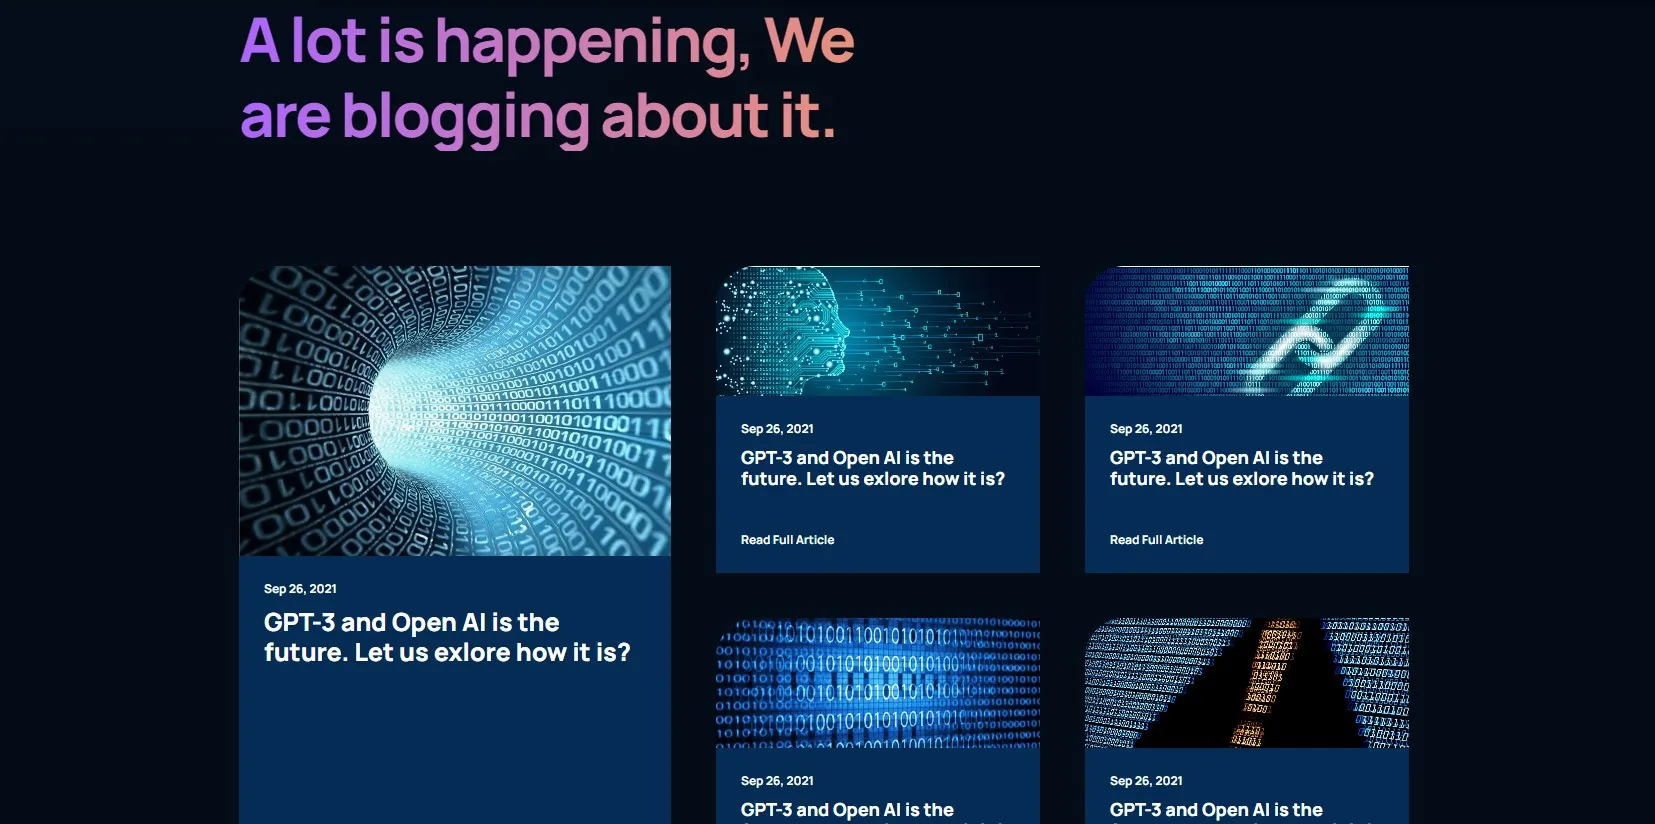 A lot is happening, We
are blogging about it.
Sep 26, 2021
GPT-3 and Open AI is the
future. Let us exlore how it is?
Sep 26, 2021
GPT-3 and Open AI is the
future. Let us exlore how it is?
Read Full Article
Sep 26, 2021
GPT-3 and Open AI is the
future. Let us exlore how it is?
Read Full Article
Sep 26, 2021
GPT-3 and Open AI is the
Sep 26, 2021
GPT-3 and Open AI is the